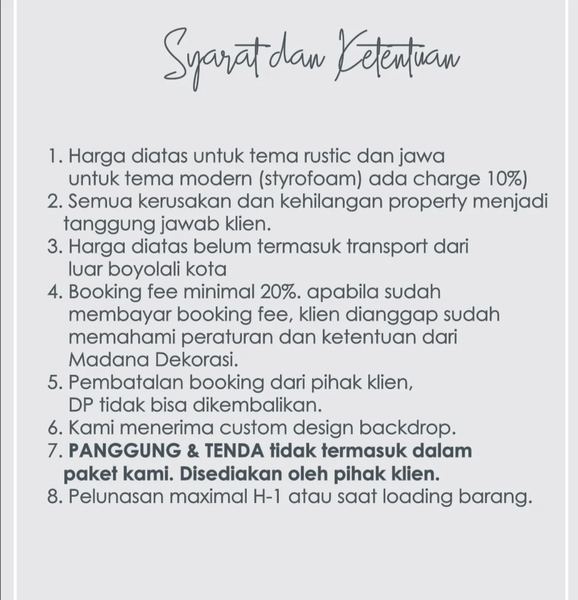 Syarat dan Ketentuan
1. Harga diatas untuk tema rustic dan jawa
untuk tema modern (styrofoam) ada charge 10%)
2. Semua kerusakan dan kehilangan property menjadi
tanggung jawab klien.
3. Harga diatas belum termasuk transport dari
luar boyolali kota
4. Booking fee minimal 20%. apabila sudah
membayar booking fee, klien dianggap sudah
memahami peraturan dan ketentuan dari
Madana Dekorasi.
5. Pembatalan booking dari pihak klien,
DP tidak bisa dikembalikan.
6. Kami menerima custom design backdrop.
7. PANGGUNG & TENDA tidak termasuk dalam
paket kami. Disediakan oleh pihak klien.
8. Pelunasan maximal H-1 atau saat loading barang.